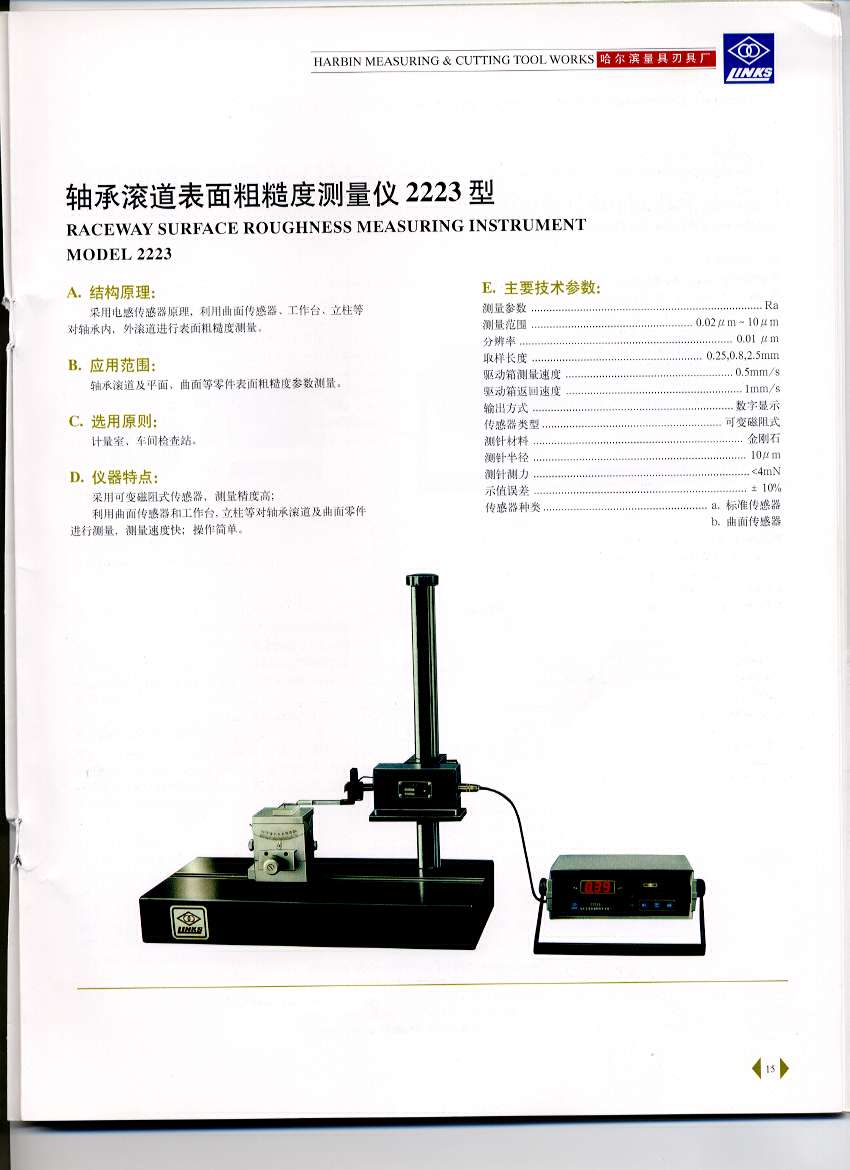 HARBIN MEASURING & CUTTING TOOL WORKS 哈尔滨量具刃具厂
LINKS
轴承滚道表面粗糙度测量仪 2223 型
RACEWAY SURFACE ROUGHNESS MEASURING INSTRUMENT
MODEL 2223
A. 结构原理:
采用电感传感器原理, 利用曲面传感器、工作台、立柱等
对轴承内、外滚道进行表面粗糙度测量。
B. 应用范围:
轴承滚道及平面、曲面等零件表面粗糙度参数测量。
C. 选用原则:
计量室、车间检查站。
D. 仪器特点:
采用可变磁阻式传感器, 测量精度高;
利用曲面传感器和工作台, 立柱等对轴承滚道及曲面零件
进行测量, 测量速度快; 操作简单。
E. 主要技术参数:
测量参数 Ra
测量范围 0.02μm~10μm
分辨率 0.01 μm
取样长度 0.25,0.8,2.5mm
驱动箱测量速度 0.5mm/s
驱动箱返回速度 1mm/s
输出方式 数字显示
传感器类型 可变磁阻式
测针材料 金刚石
测针半径 10μm
测针测力 <4mN
示值误差 ± 10%
传感器种类 a. 标准传感器
b. 曲面传感器
LINKS
0.39
15